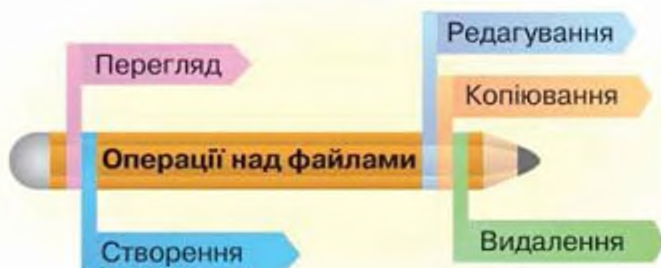 Редагування
Перегляд
Копіювання
Операції над файлами
Видалення
Створення